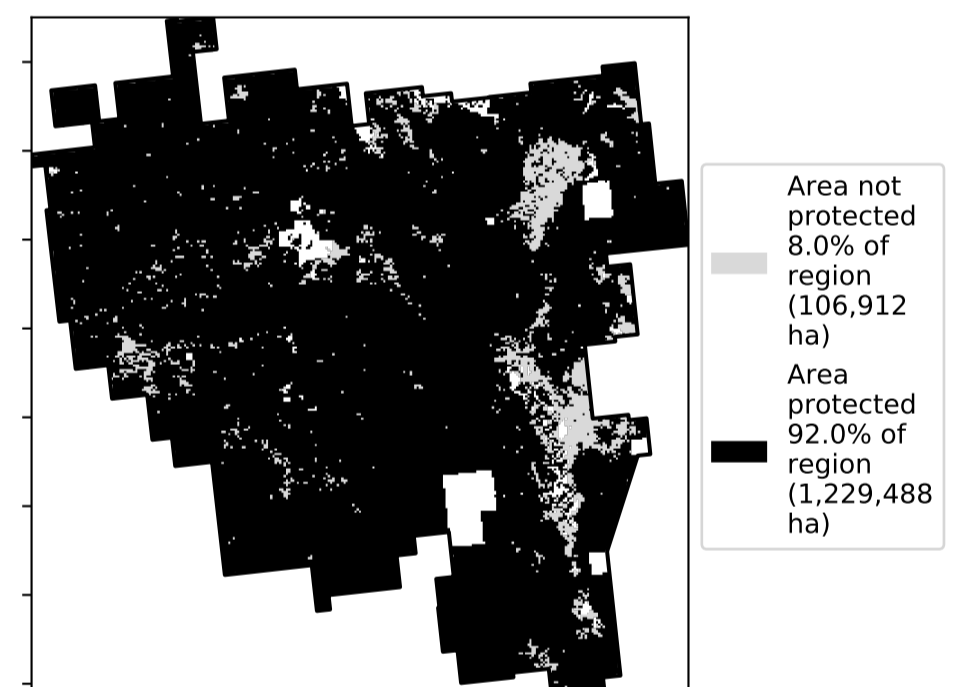 Area not
protected
8.0% of
region
(106,912
ha)
Area
protected
92.0% of
region
(1,229,488
ha)